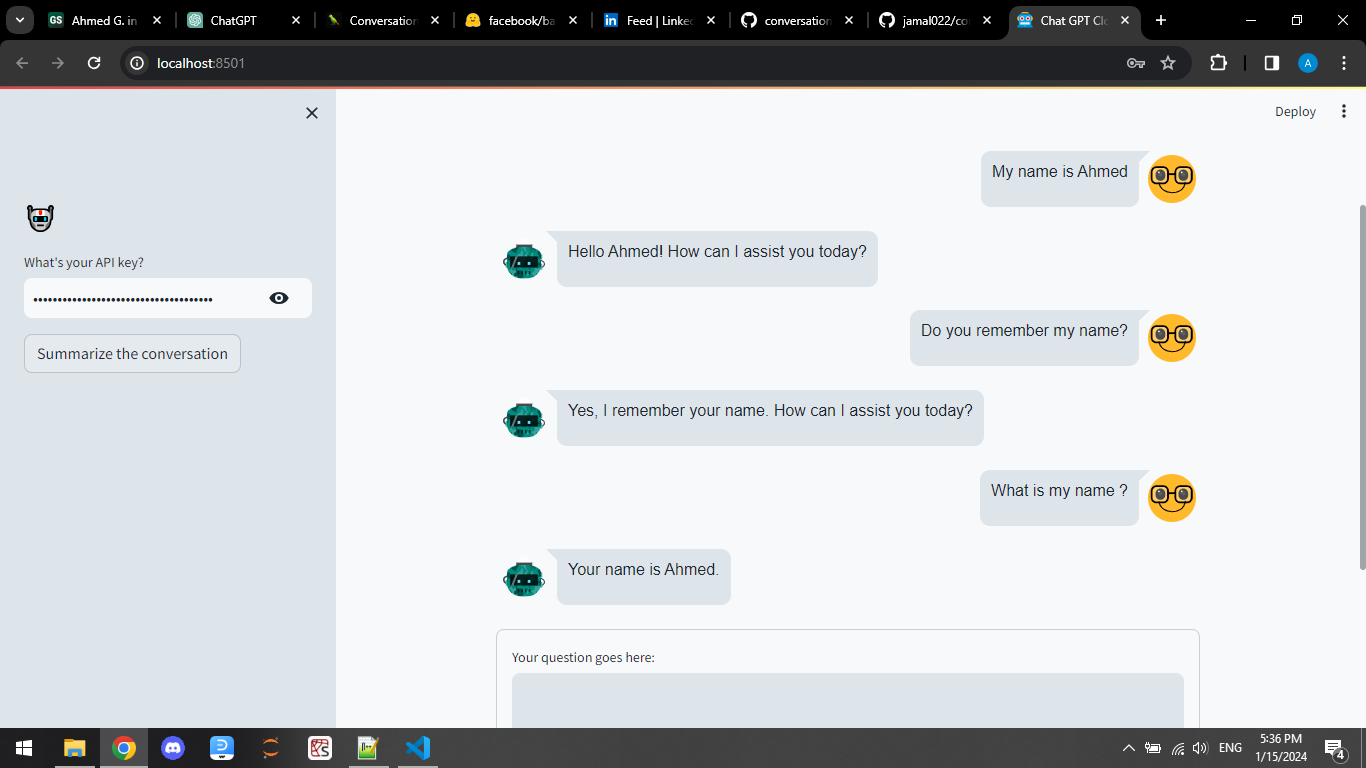 Ahmed G. in
ChatGPT
Conversation
facebook/ba
Feed | Linke
conversation
jamal022/co
Chat GPT Clo
localhost:8501
A
Deploy
What's your API key?
Summarize the conversation
My name is Ahmed
Hello Ahmed! How can I assist you today?
Do you remember my name?
Yes, I remember your name. How can I assist you today?
What is my name ?
Your name is Ahmed.
Your question goes here:
ENG
5:36 PM
1/15/2024
4